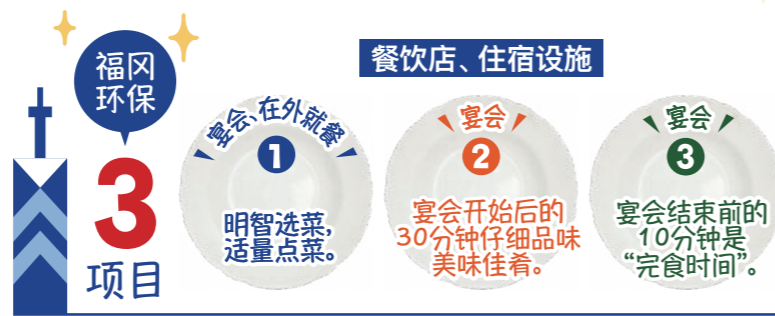 福冈
环保
3
项目
餐饮店、住宿设施
宴会、在外就餐
1
明智选菜，
适量点菜。
宴会
2
宴会开始后的
30分钟仔细品味
美味佳肴。
宴会
3
宴会结束前的
10分钟是
“完食时间”。